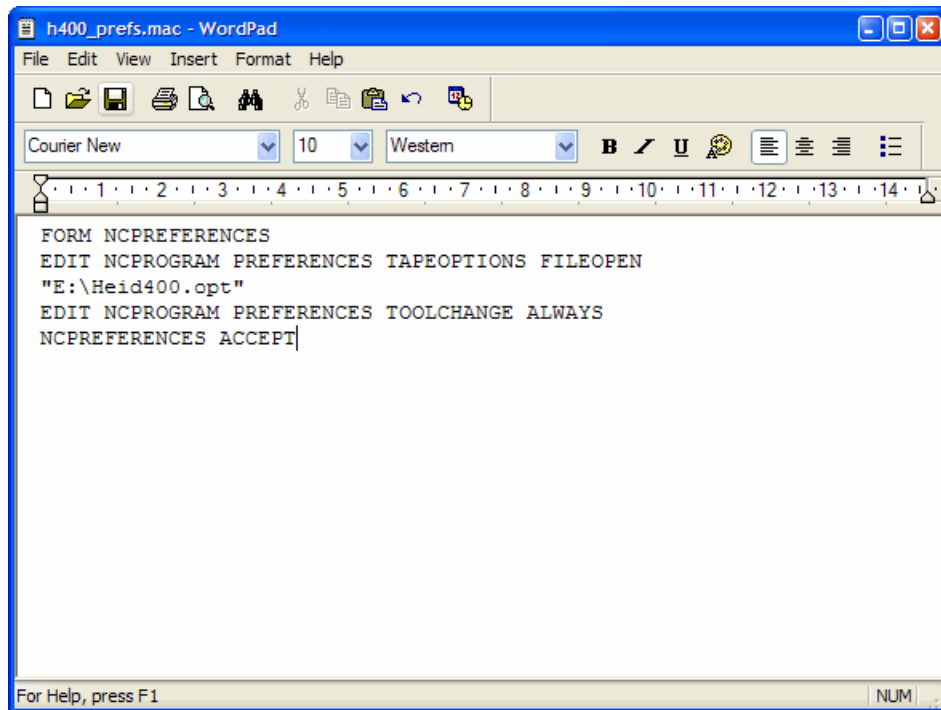 h400_prefs.mac - WordPad
File Edit View Insert Format Help
Courier New 10 Western B I U
1 2 3 4 5 6 7 8 9 10 11 12 13 14
FORM NCPREFERENCES
EDIT NCPROGRAM PREFERENCES TAPEOPTIONS FILEOPEN
"E:\Heid400.opt"
EDIT NCPROGRAM PREFERENCES TOOLCHANGE ALWAYS
NCPREFERENCES ACCEPT
For Help, press F1 NUM